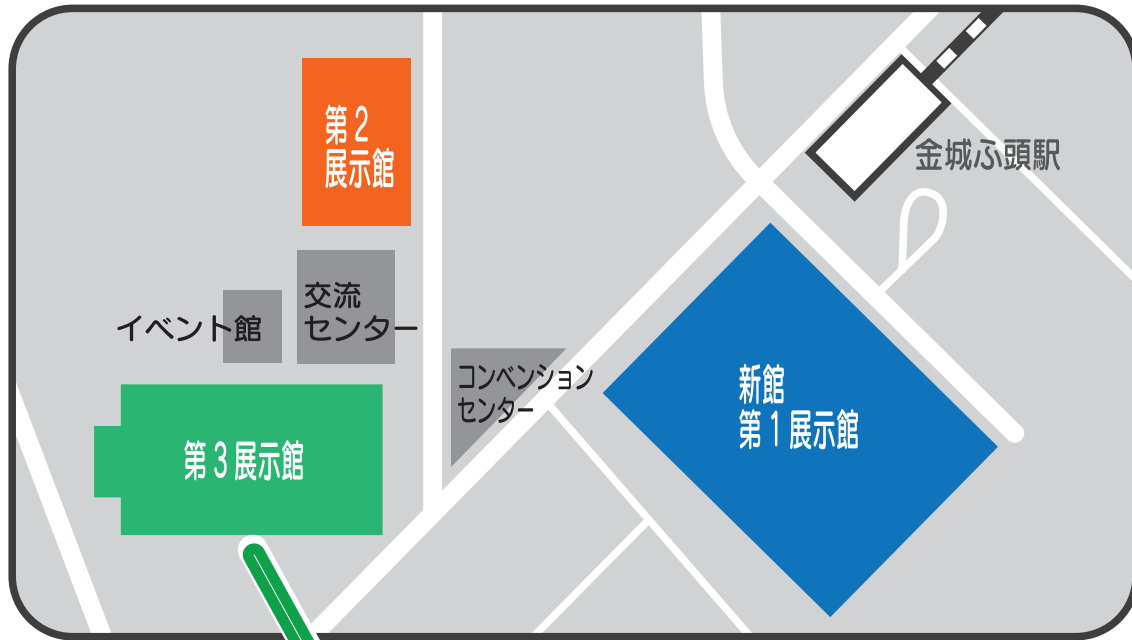 第2
展示館
金城ふ頭駅
交流
センター
イベント館
コンベンション
センター
新館
第1展示館
第3展示館